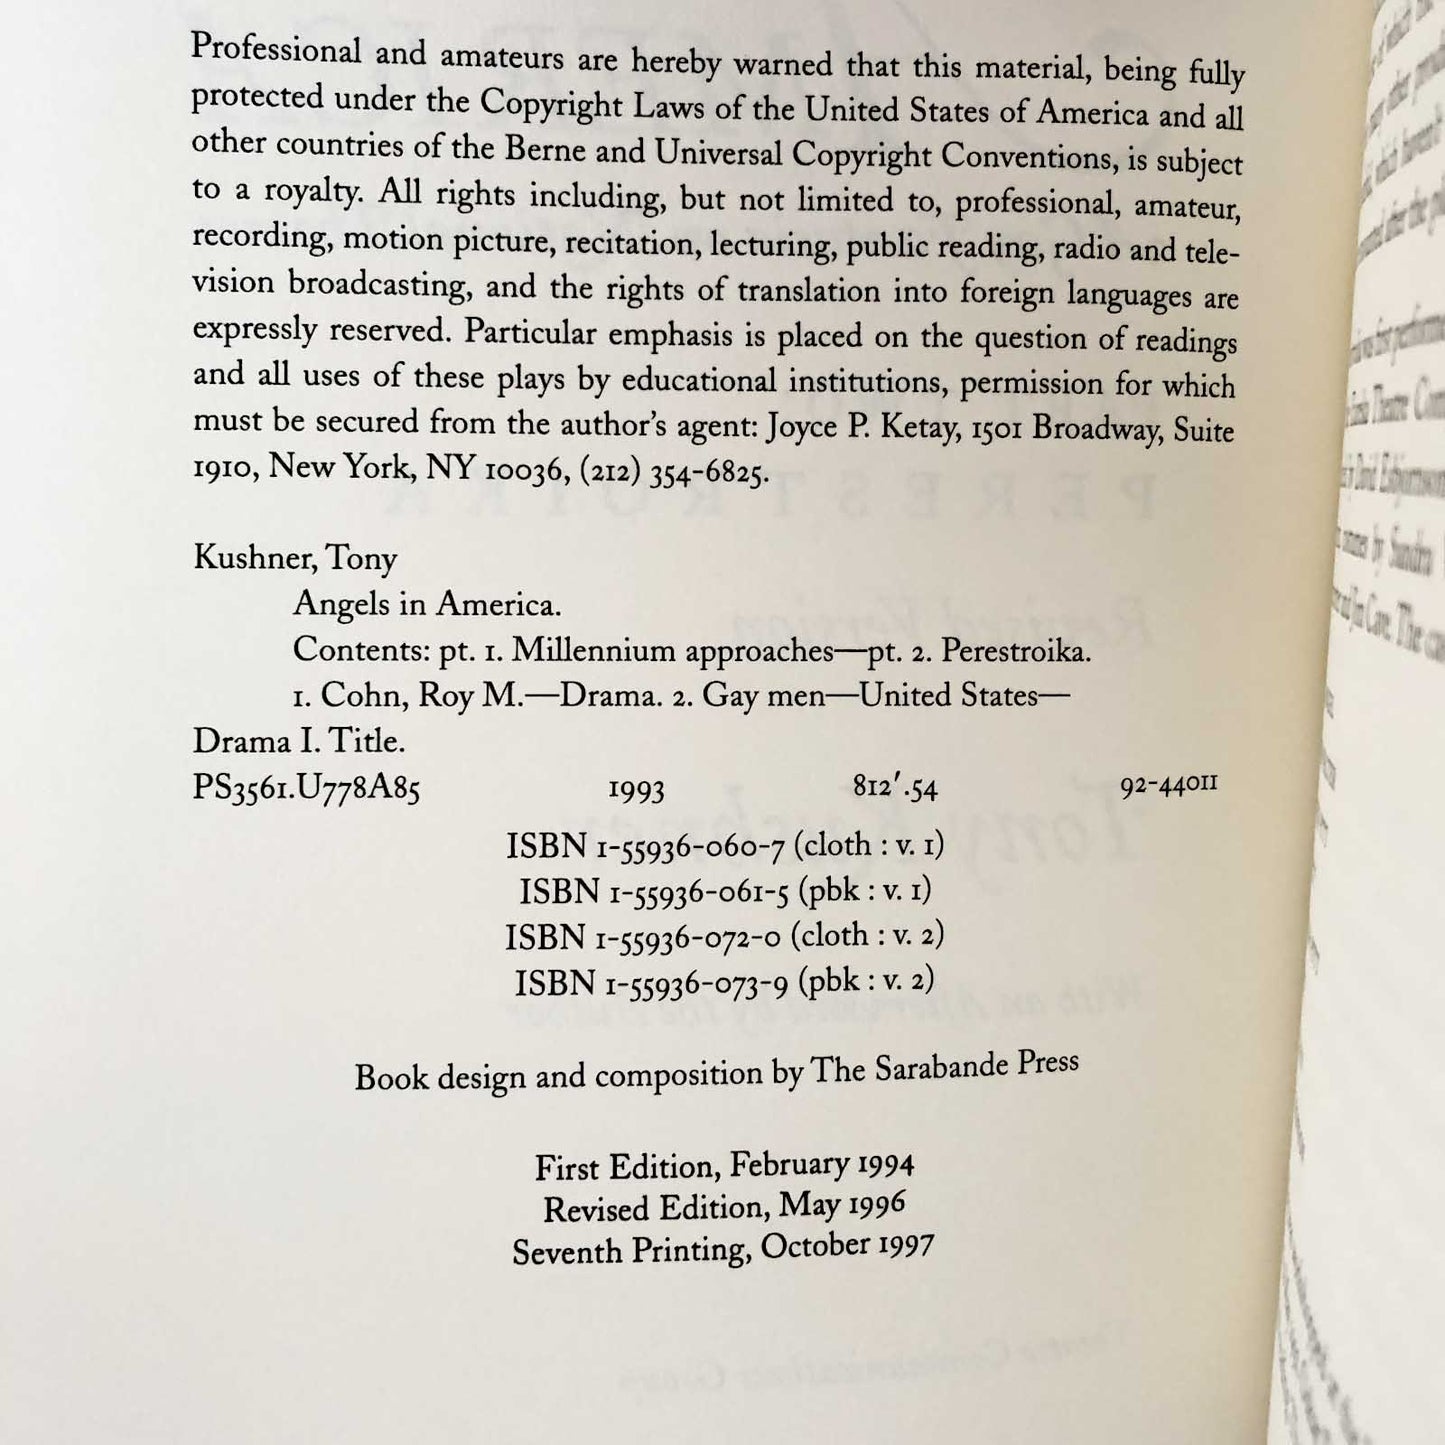 Professional and amateurs are hereby warned that this material, being fully
protected under the Copyright Laws of the United States of America and all
other countries of the Berne and Universal Copyright Conventions, is subject
to a royalty. All rights including, but not limited to, professional, amateur,
recording, motion picture, recitation, lecturing, public reading, radio and tele-
vision broadcasting, and the rights of translation into foreign languages are
expressly reserved. Particular emphasis is placed on the question of readings
and all uses of these plays by educational institutions, permission for which
must be secured from the author's agent: Joyce P. Ketay, 1501 Broadway, Suite
1910, New York, NY 10036, (212) 354-6825.
Kushner, Tony
Angels in America.
Contents: pt. 1. Millennium approaches—pt. 2. Perestroika.
1. Cohn, Roy M.—Drama. 2. Gay men—United States—
Drama I. Title.
PS3561.U778A85 1993 812'.54 92-44011
ISBN 1-55936-060-7 (cloth : v. 1)
ISBN 1-55936-061-5 (pbk : v. 1)
ISBN 1-55936-072-0 (cloth : v. 2)
ISBN 1-55936-073-9 (pbk : v. 2)
Book design and composition by The Sarabande Press
First Edition, February 1994
Revised Edition, May 1996
Seventh Printing, October 1997